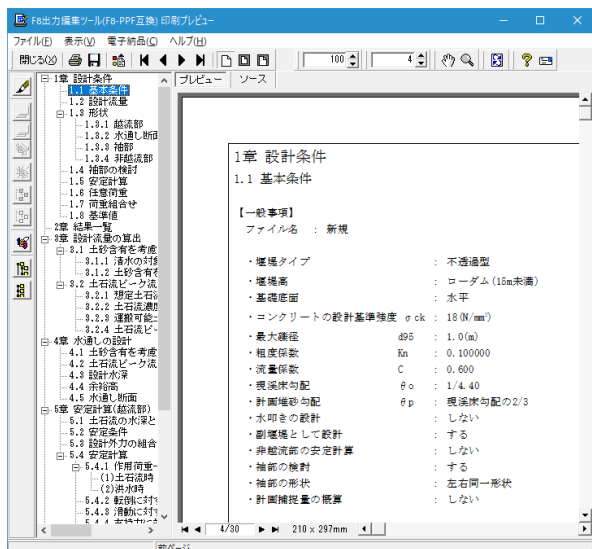 F8出力編集ツール(F8-PPF互換) 印刷プレビュー
ファイル(F) 表示(V) 電子納品(C) ヘルプ(H)
閉じる(X) 100 4
プレビュー ソース
1章 設計条件
1.1 基本条件
1.2 設計流量
1.3 形状
1.3.1 越流部
1.3.2 水通し断面
1.3.3 袖部
1.3.4 非越流部
1.4 袖部の検討
1.5 安定計算
1.6 任意荷重
1.7 荷重組合せ
1.8 基準値
2章 結果一覧
3章 設計流量の算出
3.1 土砂含有を考慮
3.1.1 清水の対象
3.1.2 土砂含有を
3.2 土石流ピーク流
3.2.1 想定土石流
3.2.2 土石流濃度
3.2.3 運搬可能土
3.2.4 土石流ピー
4章 水通しの設計
4.1 土砂含有を考慮
4.2 土石流ピーク流
4.3 設計水深
4.4 余裕高
4.5 水通し断面
5章 安定計算(越流部)
5.1 土石流の水深と
5.2 安定条件
5.3 設計外力の組合
5.4 安定計算
5.4.1 作用荷重・
(1)土石流時
(2)洪水時
5.4.2 転倒に対す
5.4.3 滑動に対す
5.4.4 支持力に対
1章 設計条件
1.1 基本条件
【一般事項】
ファイル名 : 新規
・堰堤タイプ : 不透過型
・堰堤高 : ローダム(15m未満)
・基礎底面 : 水平
・コンクリートの設計基準強度 σck : 18(N/mm²)
・最大礫径 d95 : 1.0(m)
・粗度係数 Kn : 0.100000
・流量係数 C : 0.600
・現渓床勾配 θo : 1/4.40
・計画堆砂勾配 θp : 現渓床勾配の2/3
・水叩きの設計 : しない
・副堰堤として設計 : する
・非越流部の安定計算 : しない
・袖部の検討 : する
・袖部の形状 : 左右同一形状
・計画捕捉量の概算 : しない
4/30 210 x 297mm
前ページ